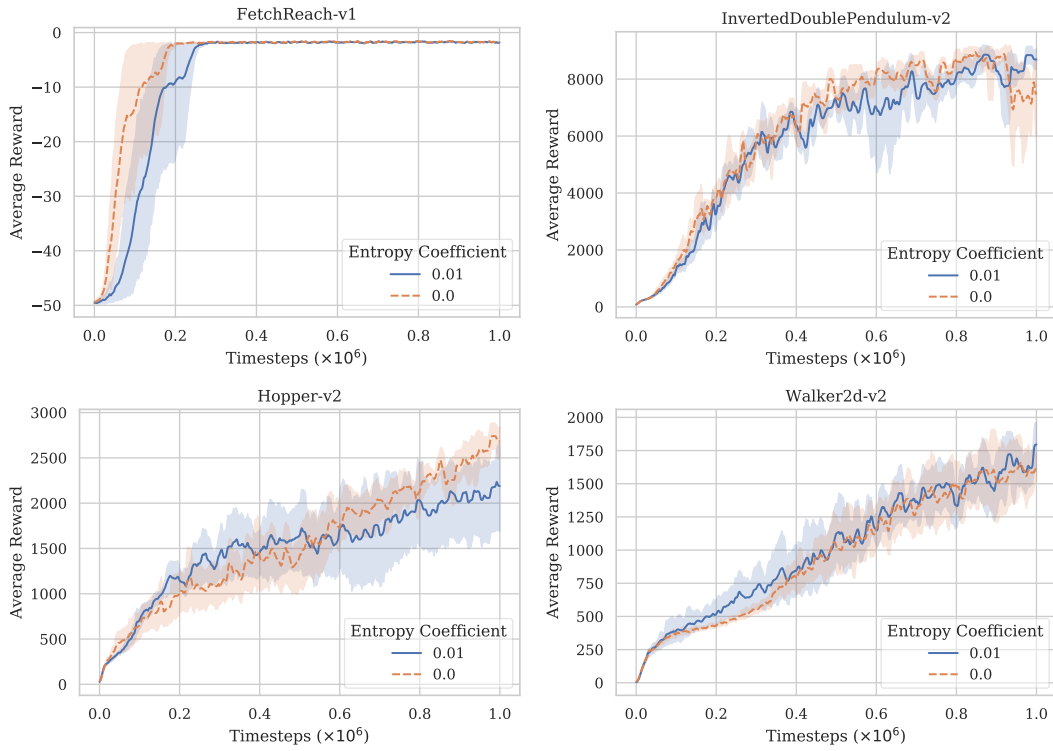 FetchReach-v1
0
−10
−20
−30
−40
−50
Average Reward
0.0 0.2 0.4 0.6 0.8 1.0
Timesteps (×10⁶)
Entropy Coefficient
0.01
0.0
InvertedDoublePendulum-v2
8000
6000
4000
2000
0
Average Reward
0.0 0.2 0.4 0.6 0.8 1.0
Timesteps (×10⁶)
Entropy Coefficient
0.01
0.0
Hopper-v2
3000
2500
2000
1500
1000
500
0
Average Reward
0.0 0.2 0.4 0.6 0.8 1.0
Timesteps (×10⁶)
Entropy Coefficient
0.01
0.0
Walker2d-v2
2000
1750
1500
1250
1000
750
500
250
0
Average Reward
0.0 0.2 0.4 0.6 0.8 1.0
Timesteps (×10⁶)
Entropy Coefficient
0.01
0.0